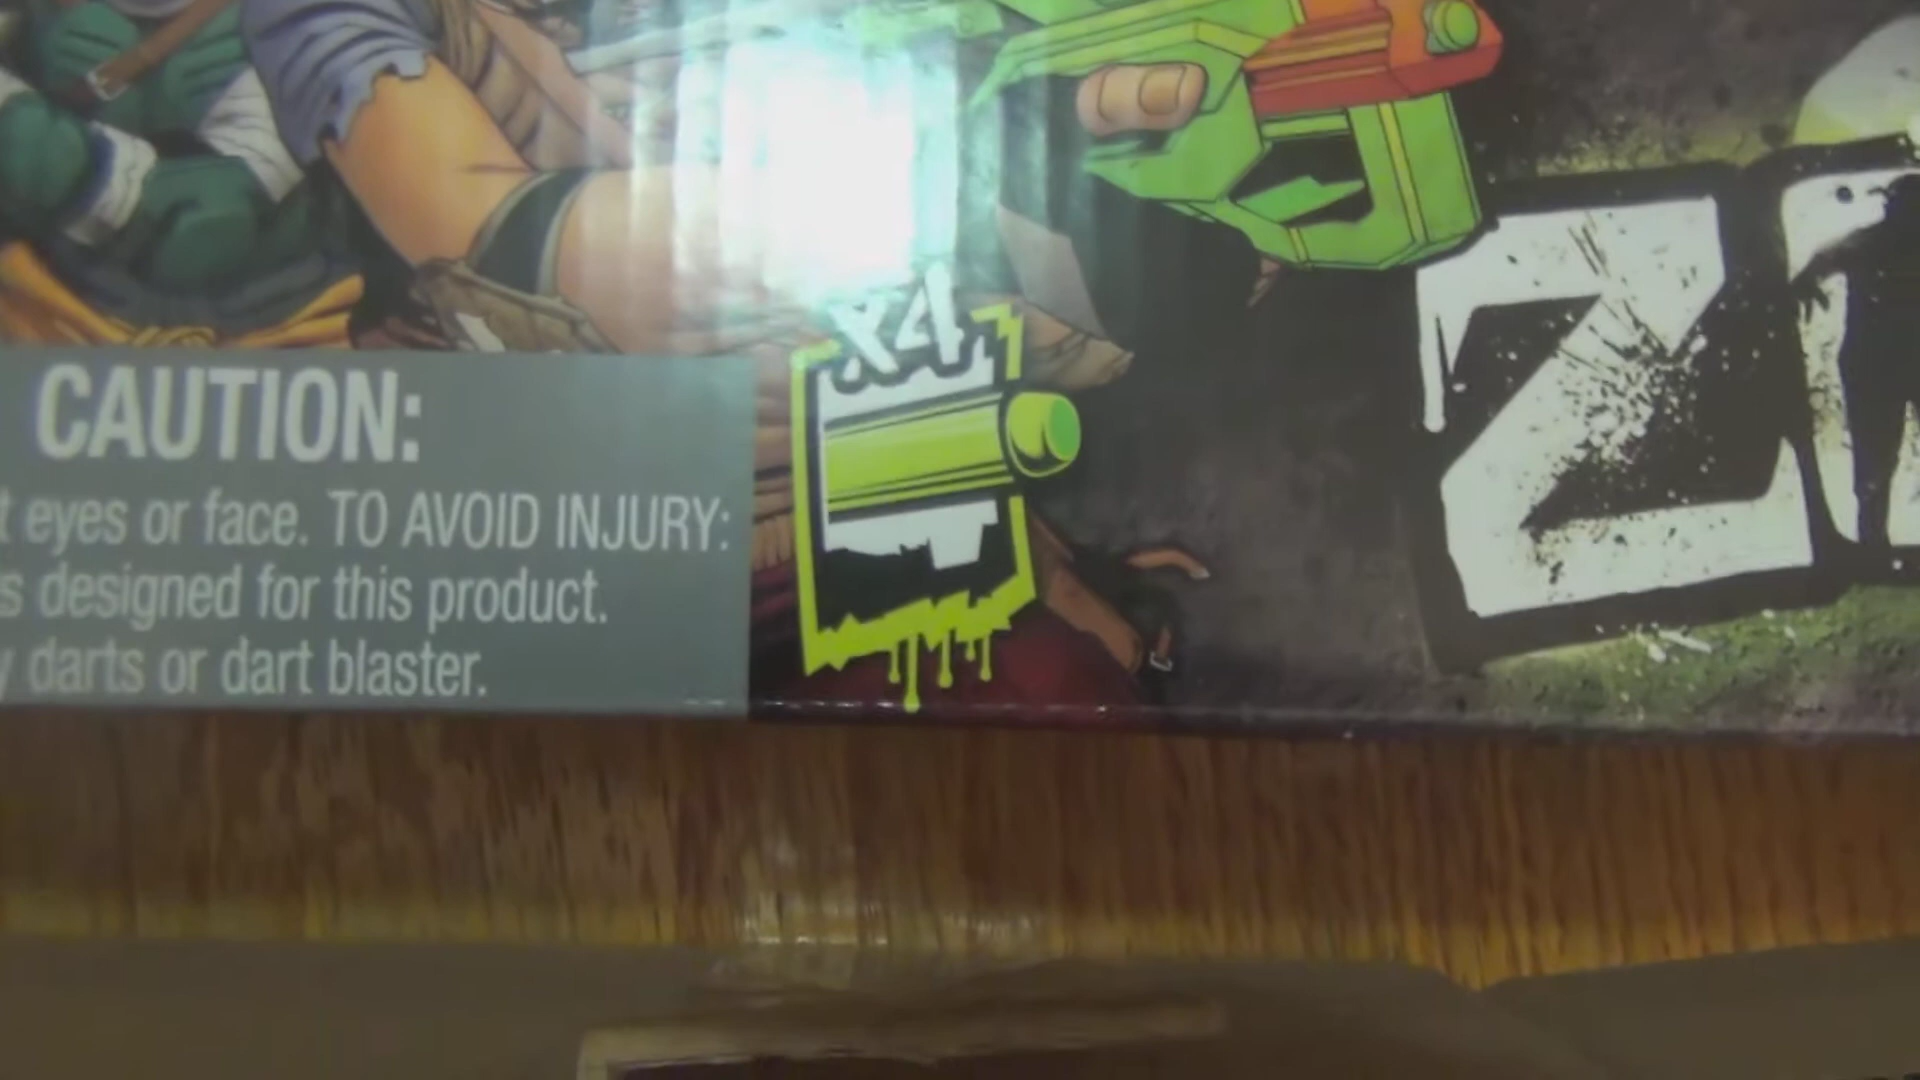 X4
CAUTION:
eyes or face. TO AVOID INJURY:
designed for this product.
darts or dart blaster.
Z